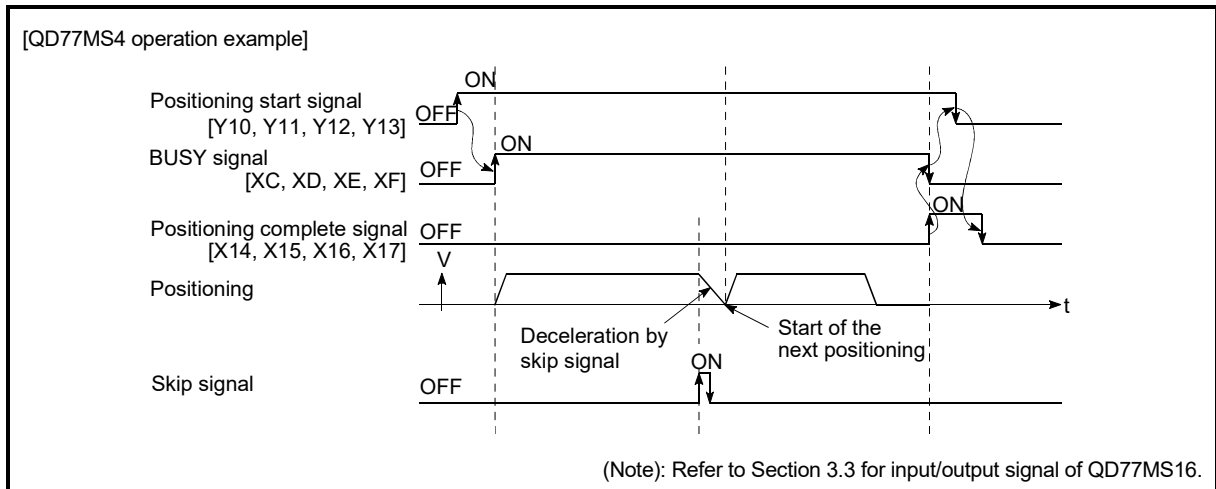 [QD77MS4 operation example]
ON
Positioning start signal
OFF
[Y10, Y11, Y12, Y13]
ON
BUSY signal
OFF
[XC, XD, XE, XF]
ON
Positioning complete signal
OFF
[X14, X15, X16, X17]
V
Positioning
t
Deceleration by
skip signal
Start of the
next positioning
ON
Skip signal
OFF
(Note): Refer to Section 3.3 for input/output signal of QD77MS16.